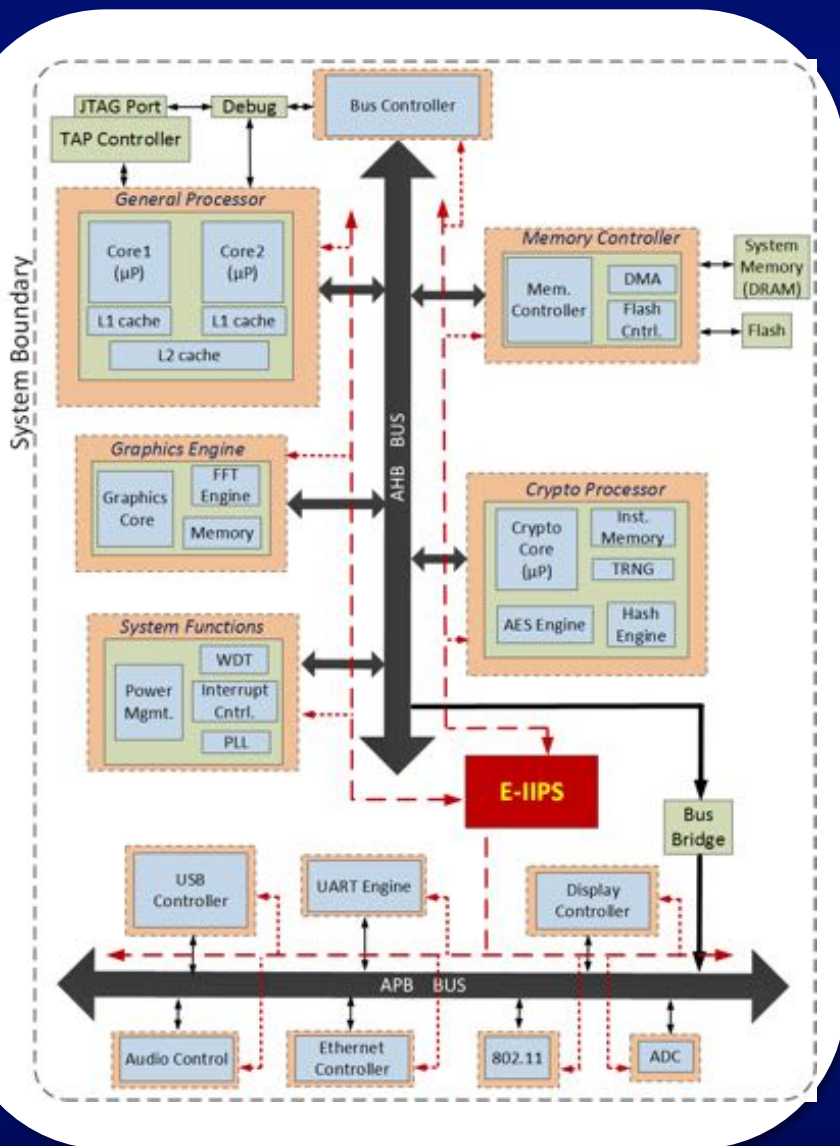 JTAG Port
Debug
Bus Controller
TAP Controller
General Processor
Core1
(µP)
Core2
(µP)
L1 cache
L1 cache
L2 cache
System Boundary
Memory Controller
Mem.
Controller
DMA
Flash
Cntrl.
System
Memory
(DRAM)
Flash
AHB BUS
Graphics Engine
Graphics
Core
FFT
Engine
Memory
Crypto Processor
Crypto
Core
(µP)
Inst.
Memory
TRNG
AES Engine
Hash
Engine
System Functions
Power
Mgmt.
WDT
Interrupt
Cntrl.
PLL
E-IIPS
Bus
Bridge
USB
Controller
UART Engine
Display
Controller
APB BUS
Audio Control
Ethernet
Controller
802.11
ADC